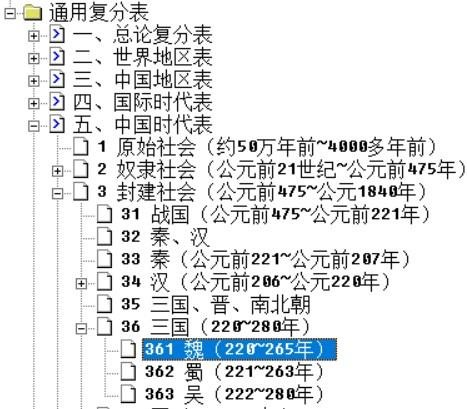 通用复分表
一、总论复分表
二、世界地区表
三、中国地区表
四、国际时代表
五、中国时代表
1 原始社会（约50万年前~4000多年前）
2 奴隶社会（公元前21世纪~公元前475年）
3 封建社会（公元前475~公元1840年）
31 战国（公元前475~公元前221年）
32 秦、汉
33 秦（公元前221~公元前207年）
34 汉（公元前206~公元220年）
35 三国、晋、南北朝
36 三国（220~280年）
361 魏（220~265年）
362 蜀（221~263年）
363 吴（222~280年）